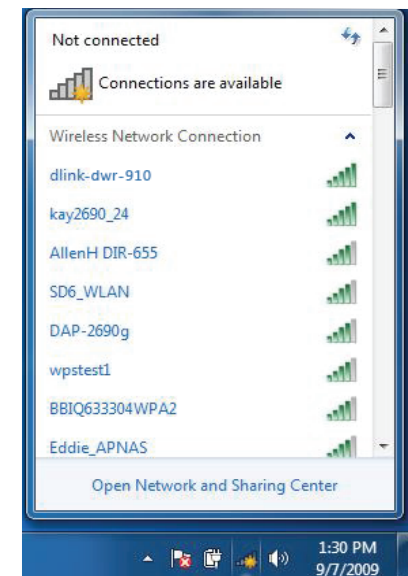 Not connected
Connections are available
Wireless Network Connection
dlink-dwr-910
kay2690_24
AllenH DIR-655
SD6_WLAN
DAP-2690g
wpstest1
BBIQ633304WPA2
Eddie_APNAS
Open Network and Sharing Center
1:30 PM
9/7/2009